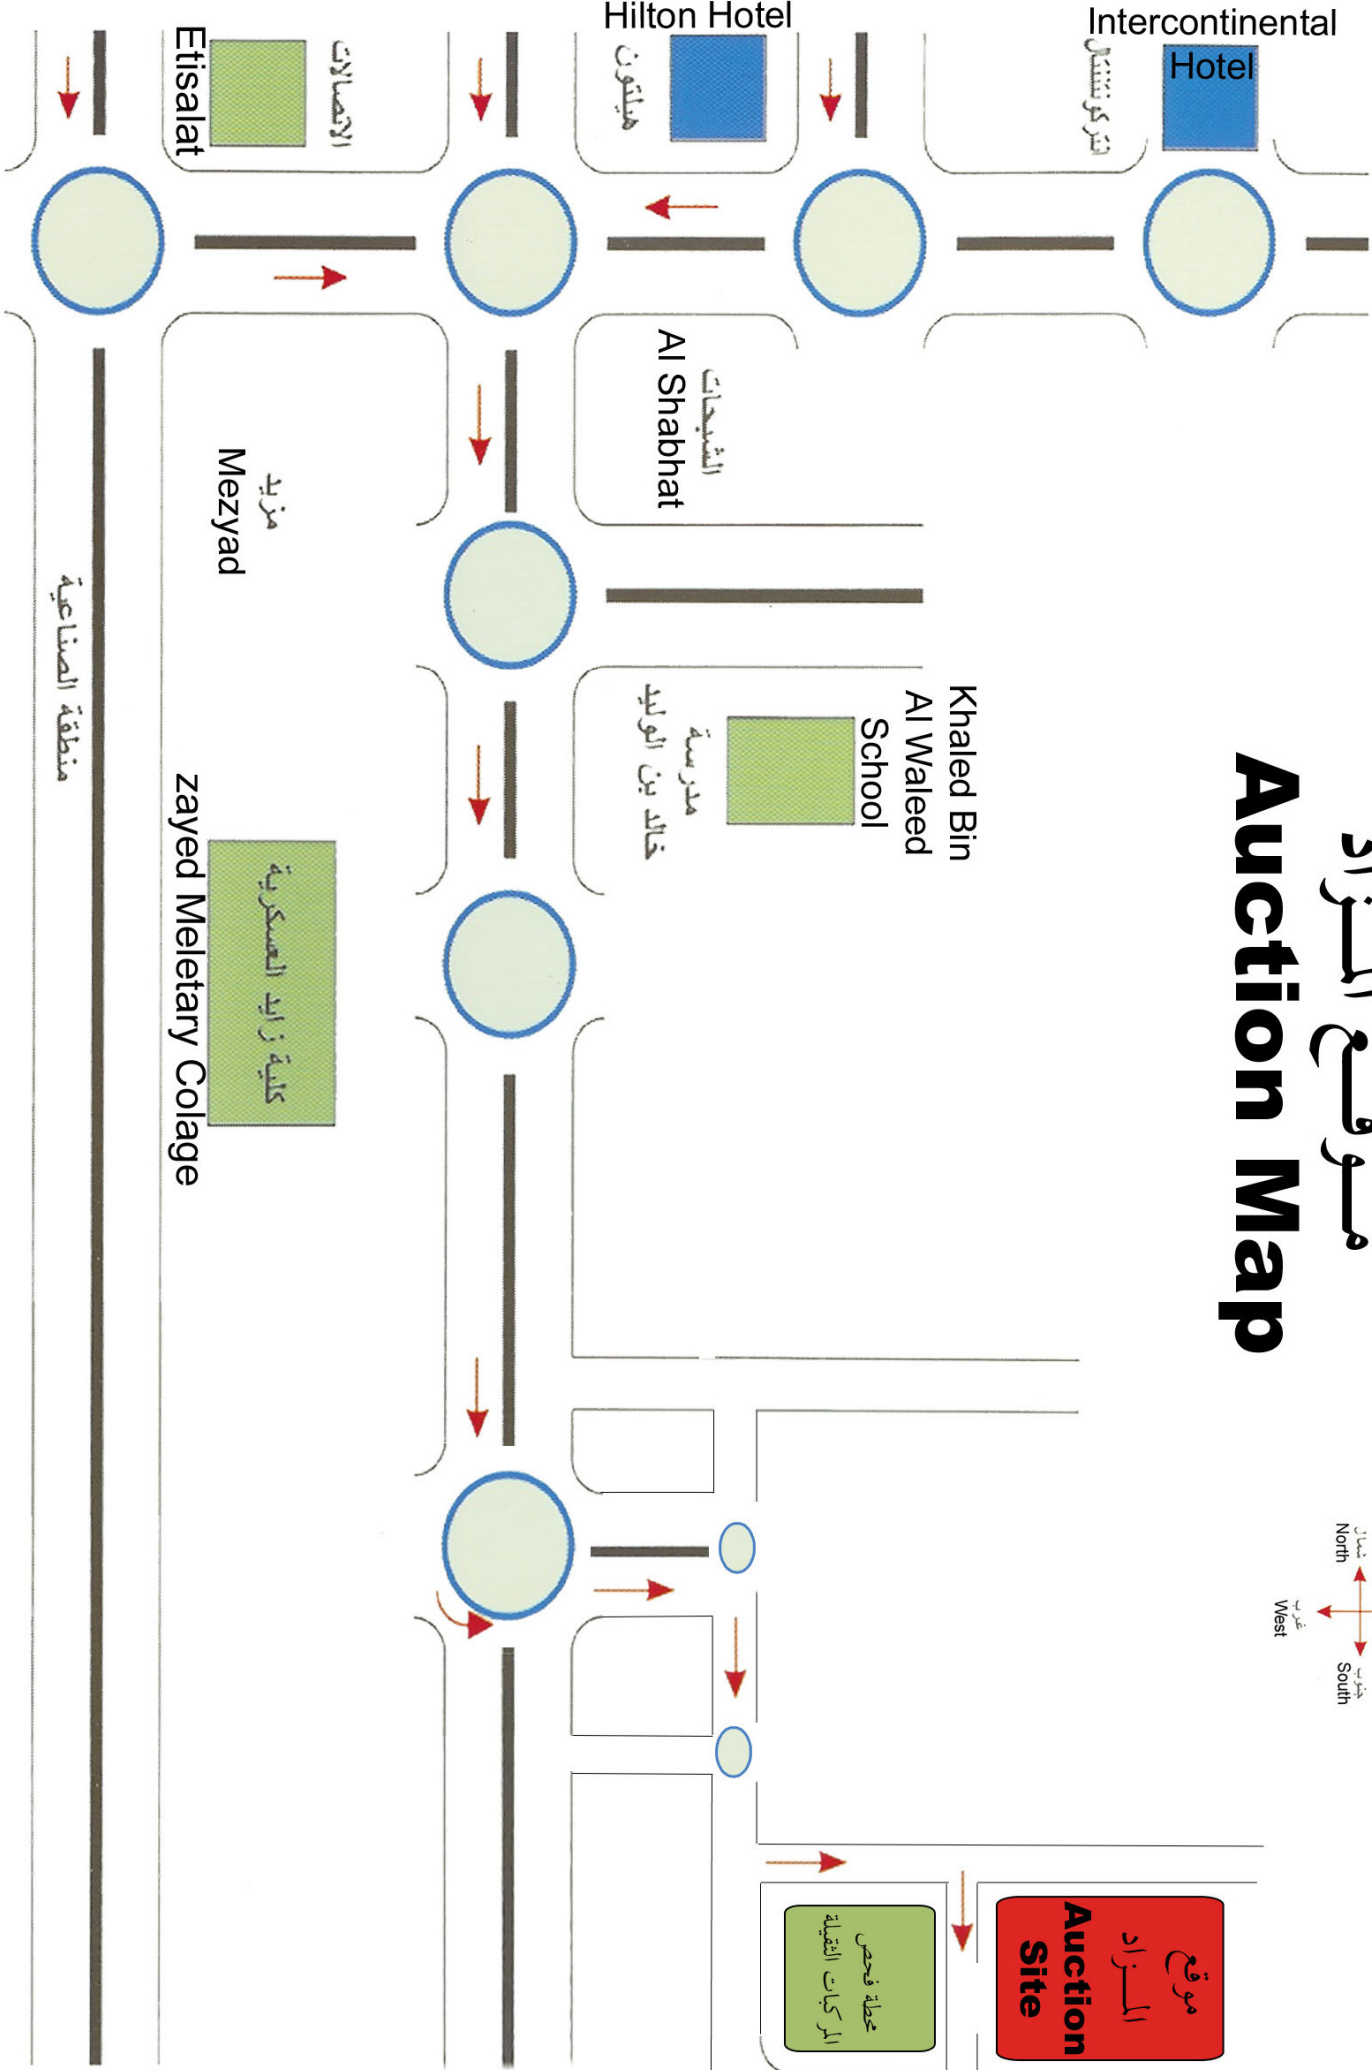 موقع المزاد
Auction Map
Intercontinental
Hotel
Hilton Hotel
هيلتون
الاتصالات
Etisalat
الشبحات
Al Shabhat
مزيد
Mezyad
منطقة الصناعية
Khaled Bin
Al Waleed
School
مدرسة
خالد بن الوليد
كلية زايد العسكرية
zayed Meletary Colage
شمال
North
غرب
West
جنوب
South
موقع
المزاد
Auction
Site
محطة فحص
المركبات الثقيلة